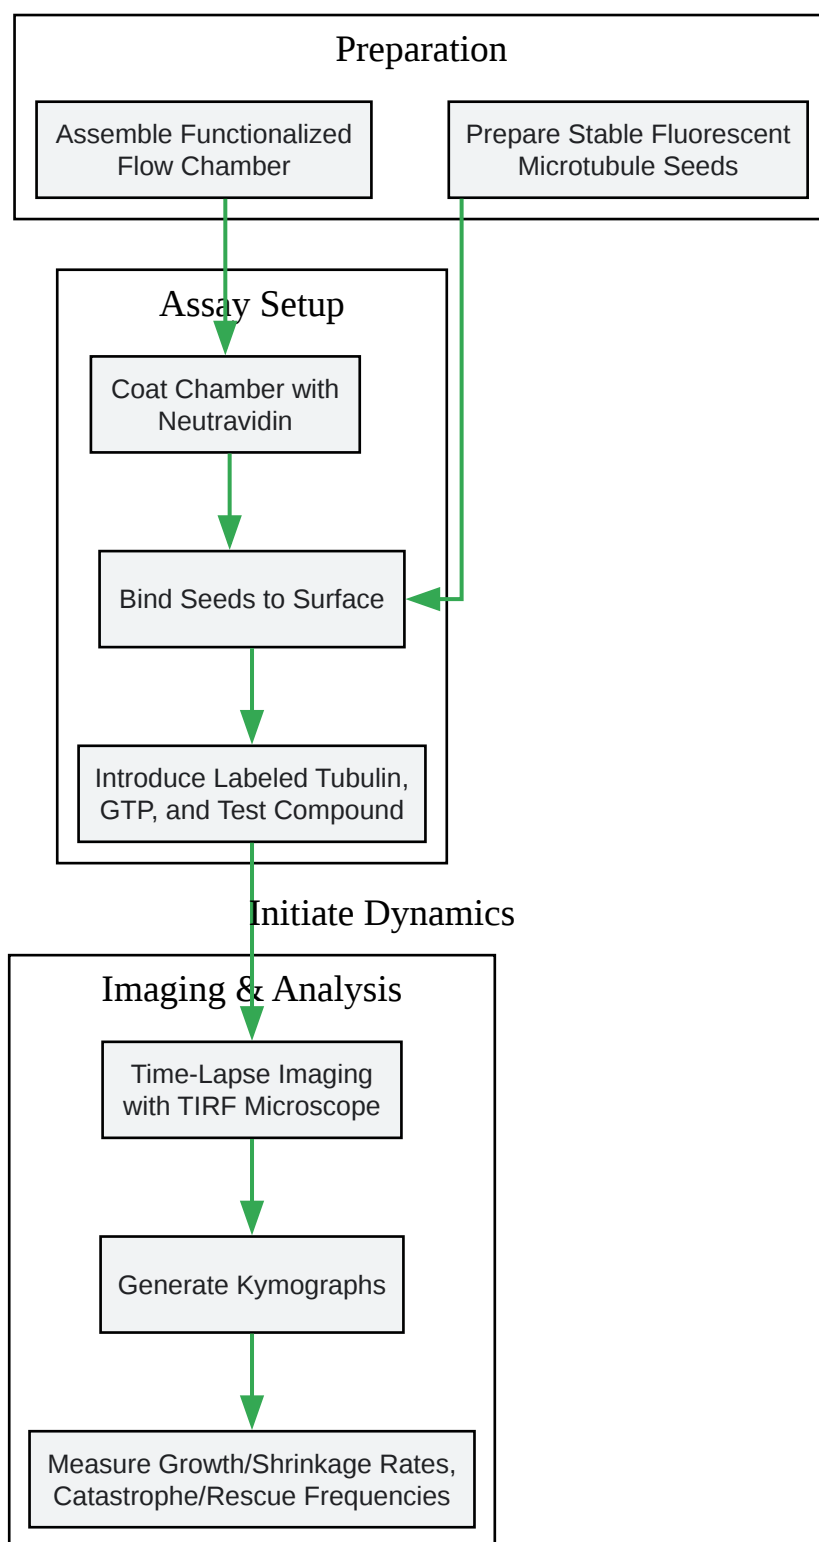 Preparation
Assemble Functionalized
Flow Chamber
Prepare Stable Fluorescent
Microtubule Seeds
Assay Setup
Coat Chamber with
Neutravidin
Bind Seeds to Surface
Introduce Labeled Tubulin,
GTP, and Test Compound
Initiate Dynamics
Imaging & Analysis
Time-Lapse Imaging
with TIRF Microscope
Generate Kymographs
Measure Growth/Shrinkage Rates,
Catastrophe/Rescue Frequencies